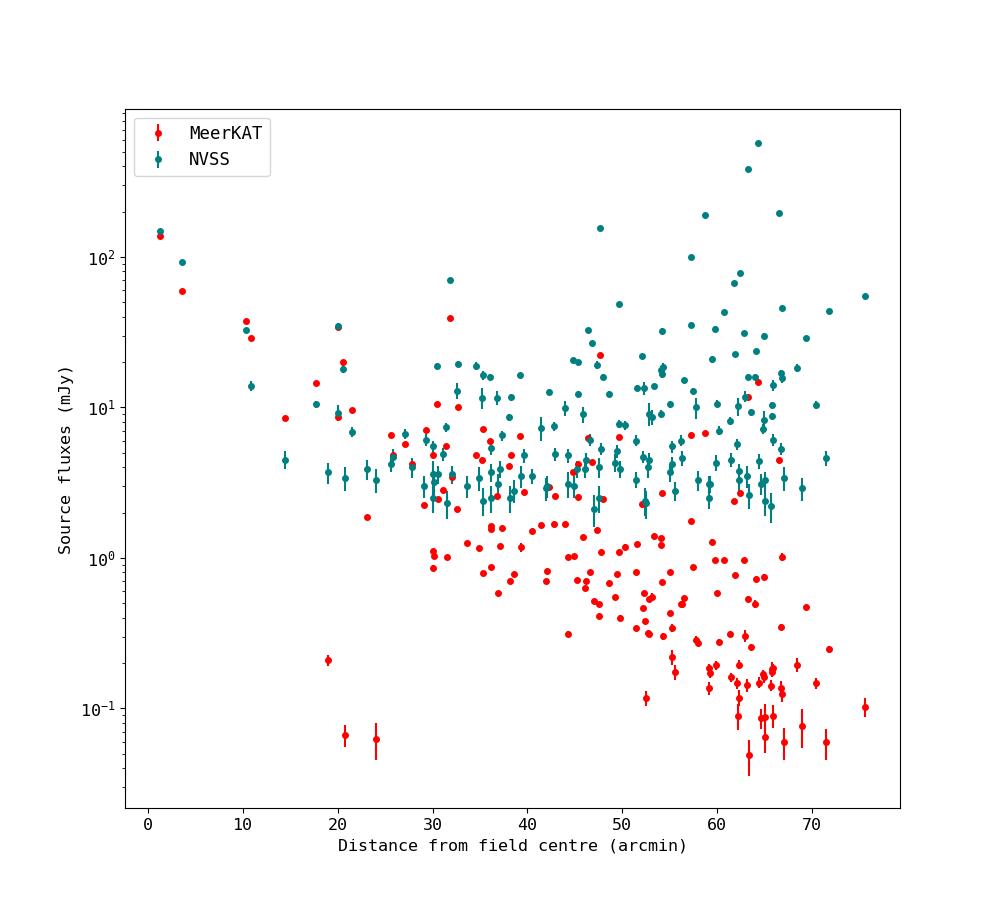 MeerKAT
NVSS
Source fluxes (mJy)
10²
10¹
10⁰
10⁻¹
0 10 20 30 40 50 60 70
Distance from field centre (arcmin)